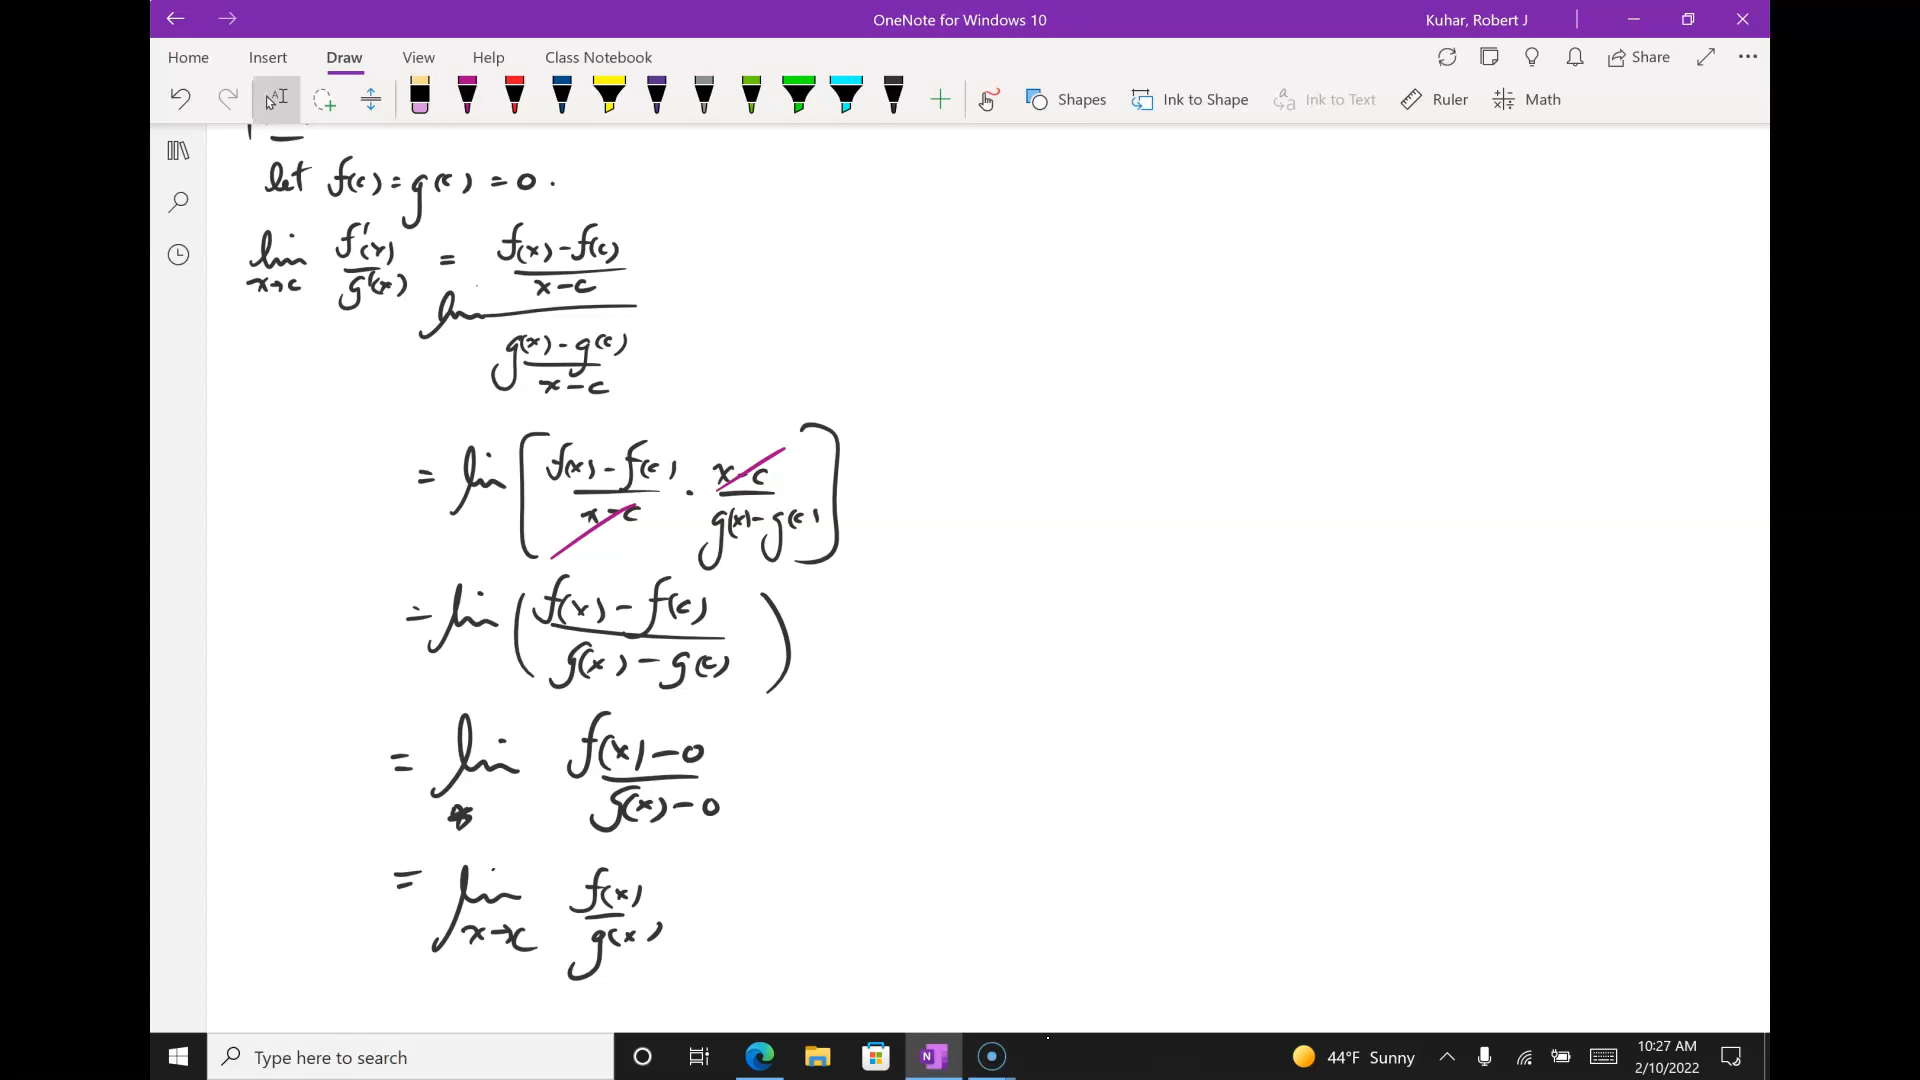 OneNote for Windows 10
Kuhar, Robert J
Home Insert Draw View Help Class Notebook
Share
Shapes Ink to Shape Ink to Text Ruler Math
let f(c) = g(c) = 0.
lim f'(x) = f(x) - f(c)
x→c g'(x) x - c
lim
g(x) - g(c)
x - c
= lim [ f(x) - f(c) · x - c ]
x - c g(x) - g(c)
= lim ( f(x) - f(c) )
g(x) - g(c)
= lim f(x) - 0
g(x) - 0
= lim f(x)
x→c g(x)
Type here to search
N
44°F Sunny
10:27 AM
2/10/2022